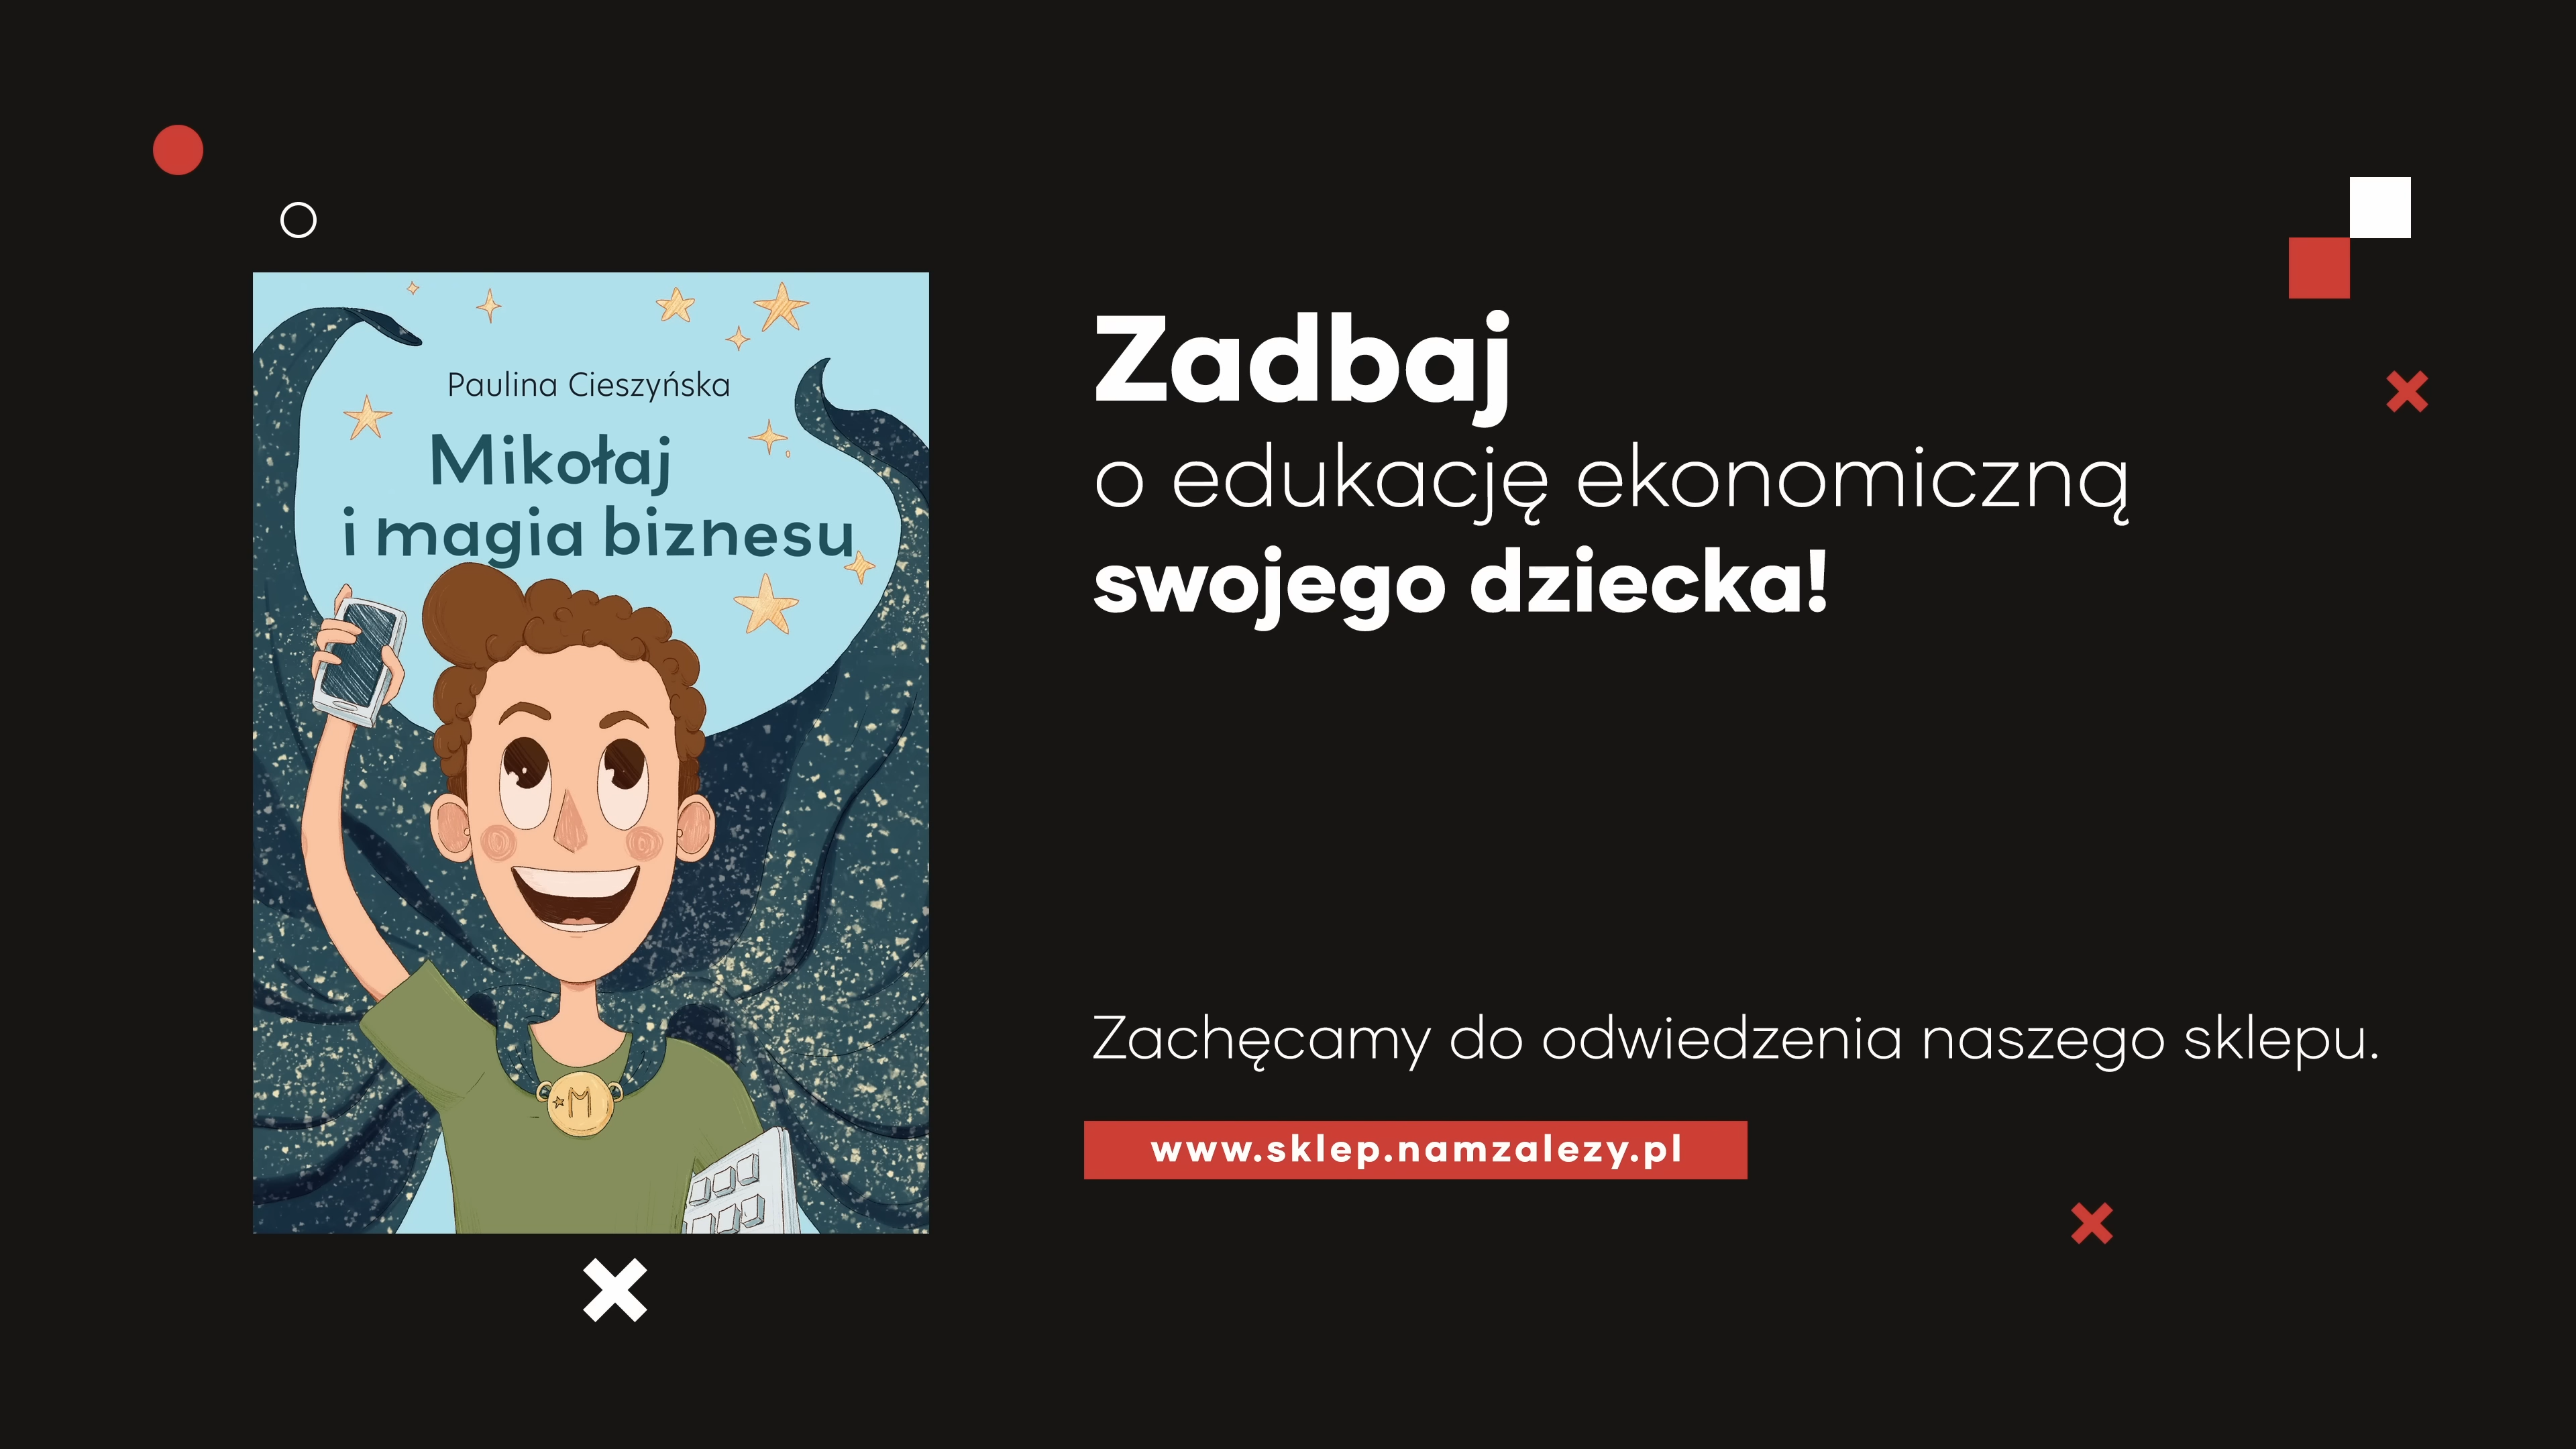 Paulina Cieszyńska
Mikołaj
i magia biznesu
M
Zadbaj
o edukację ekonomiczną
swojego dziecka!
Zachęcamy do odwiedzenia naszego sklepu.
www.sklep.namzalezy.pl